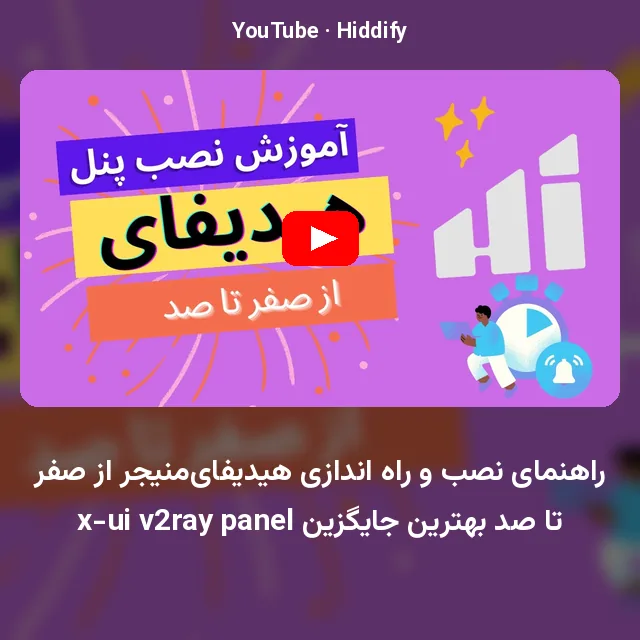 YouTube · Hiddify
آموزش نصب پنل
هیدیفای
از صفر تا صد
Hi
راهنمای نصب و راه اندازی هیدیفای‌منیجر از صفر
تا صد بهترین جایگزین x-ui v2ray panel